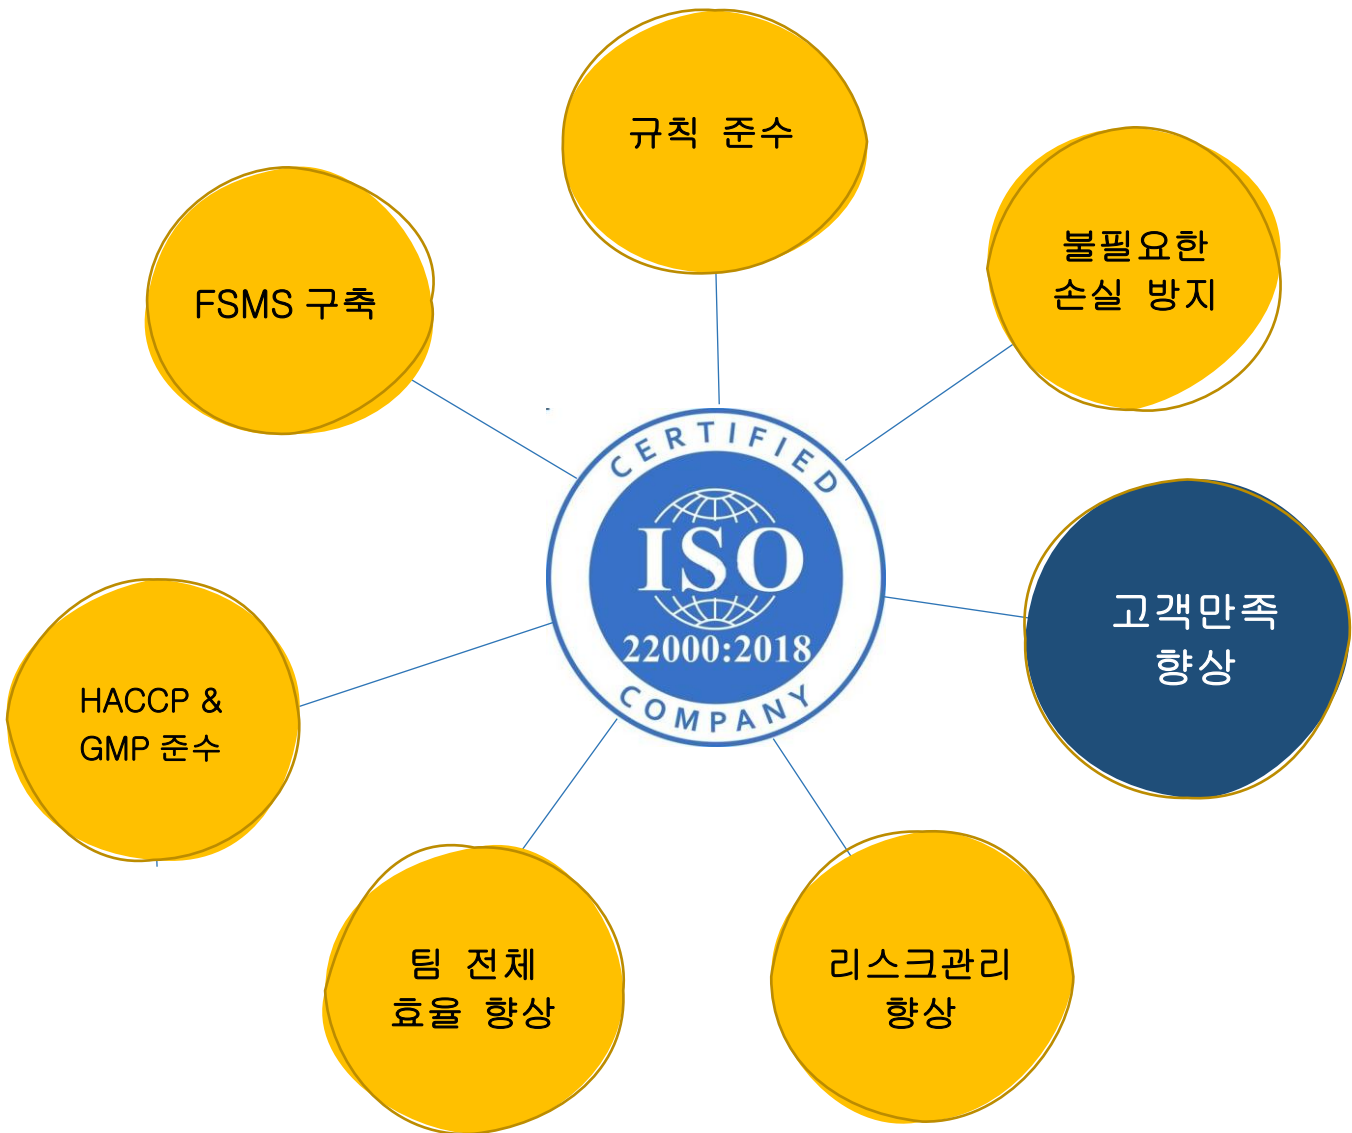 규칙 준수
불필요한
손실 방지
FSMS 구축
CERTIFIED
ISO
22000:2018
COMPANY
고객만족
향상
HACCP &
GMP 준수
팀 전체
효율 향상
리스크관리
향상